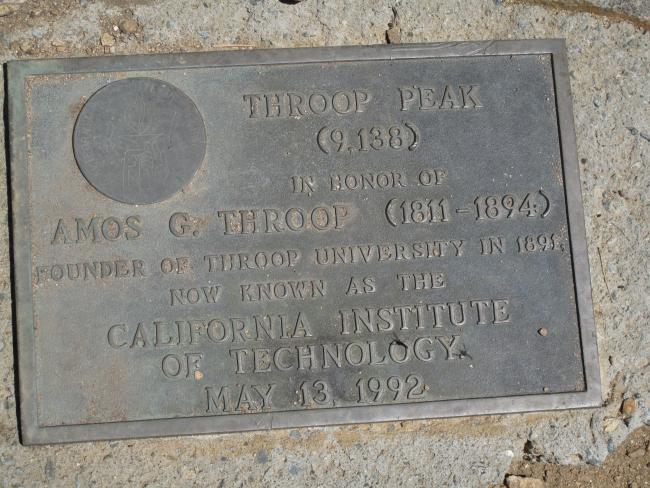 THROOP PEAK
(9,138)
IN HONOR OF
AMOS G. THROOP (1811-1894)
FOUNDER OF THROOP UNIVERSITY IN 1891,
NOW KNOWN AS THE
CALIFORNIA INSTITUTE
OF TECHNOLOGY.
MAY 13, 1992